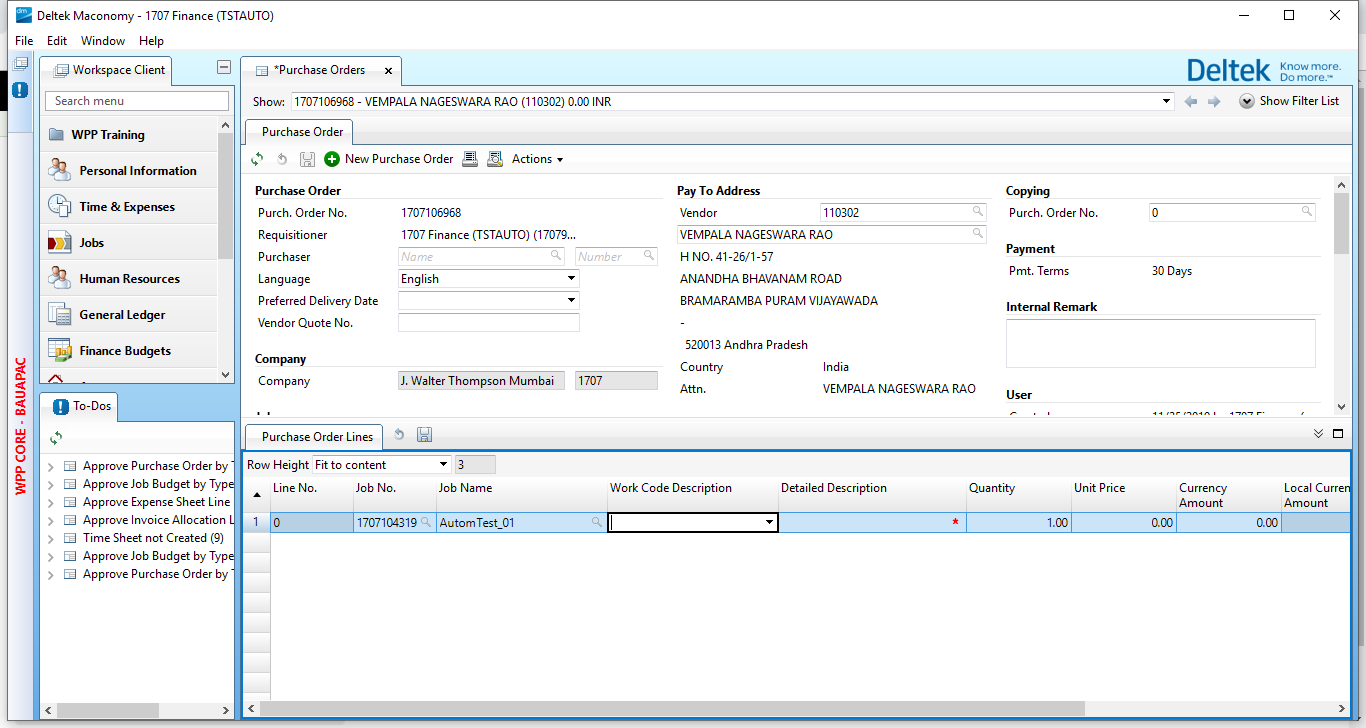 Deltek Maconomy - 1707 Finance (TSTAUTO)
File Edit Window Help
WPP CORE - BAUAPAC
Workspace Client
Search menu
WPP Training
Personal Information
Time & Expenses
Jobs
Human Resources
General Ledger
Finance Budgets
To-Dos
Approve Purchase Order by T
Approve Job Budget by Type
Approve Expense Sheet Line
Approve Invoice Allocation L
Time Sheet not Created (9)
Approve Job Budget by Type
Approve Purchase Order by T
*Purchase Orders
Deltek Know more.
Do more.™
Show: 1707106968 - VEMPALA NAGESWARA RAO (110302) 0.00 INR
Show Filter List
Purchase Order
New Purchase Order Actions
Purchase Order
Purch. Order No. 1707106968
Requisitioner 1707 Finance (TSTAUTO) (17079...
Purchaser Name Number
Language English
Preferred Delivery Date
Vendor Quote No.
Company
Company J. Walter Thompson Mumbai 1707
Pay To Address
Vendor 110302
VEMPALA NAGESWARA RAO
H NO. 41-26/1-57
ANANDHA BHAVANAM ROAD
BRAMARAMBA PURAM VIJAYAWADA
-
520013 Andhra Pradesh
Country India
Attn. VEMPALA NAGESWARA RAO
Copying
Purch. Order No. 0
Payment
Pmt. Terms 30 Days
Internal Remark
User
Purchase Order Lines
Row Height Fit to content 3
Line No. Job No. Job Name Work Code Description Detailed Description Quantity Unit Price Currency Amount Local Curren Amount
1 0 1707104319 AutomTest_01 * 1.00 0.00 0.00